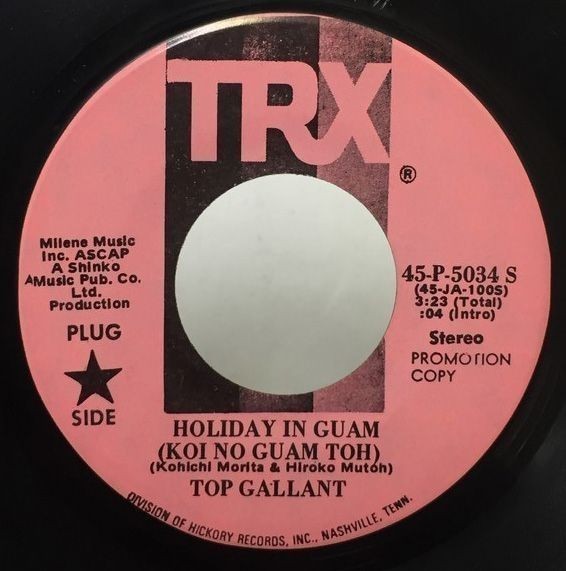 TRX
®
Milene Music
Inc. ASCAP
A Shinko
Music Pub. Co.
Ltd.
Production
PLUG
SIDE
45-P-5034 S
(45-JA-100S)
3:23 (Total)
:04 (Intro)
Stereo
PROMOTION
COPY
HOLIDAY IN GUAM
(KOI NO GUAM TOH)
(Kohichi Morita & Hiroko Mutoh)
TOP GALLANT
DIVISION OF HICKORY RECORDS, INC., NASHVILLE, TENN.